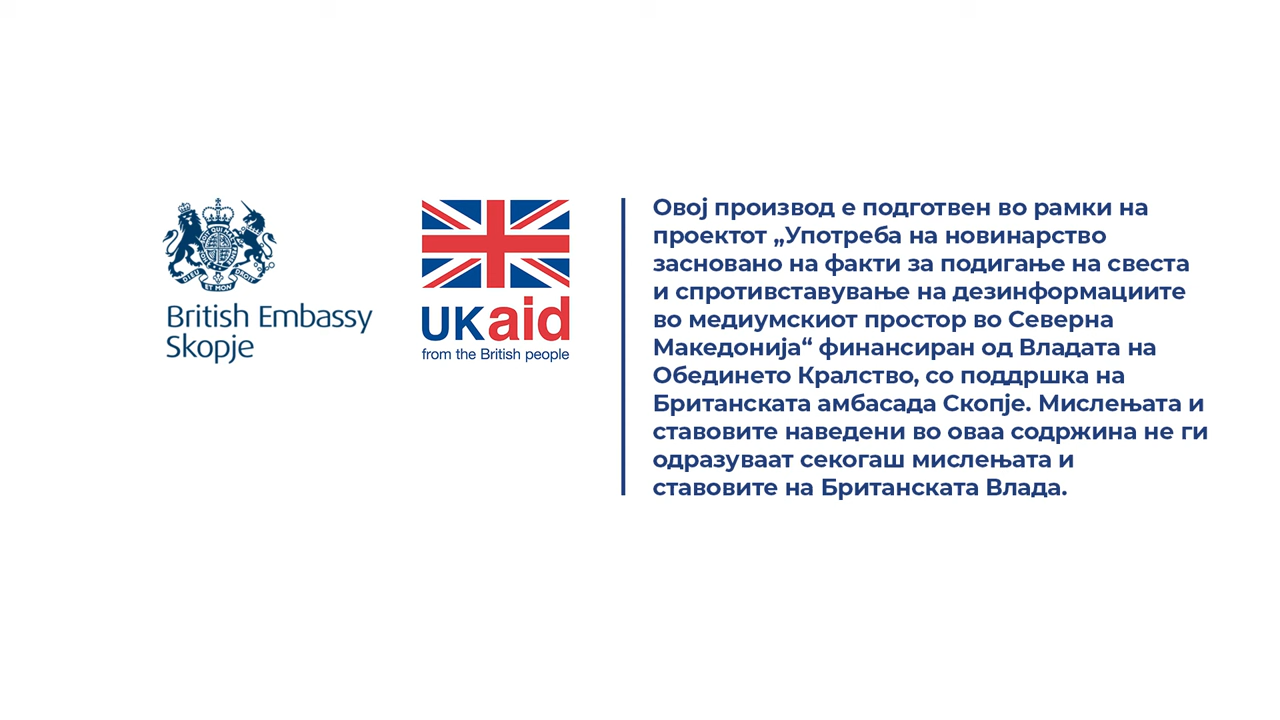 British Embassy
Skopje
UKaid
from the British people
Овој производ е подготвен во рамки на
проектот „Употреба на новинарство
засновано на факти за подигање на свеста
и спротивставување на дезинформациите
во медиумскиот простор во Северна
Македонија“ финансиран од Владата на
Обединето Кралство, со поддршка на
Британската амбасада Скопје. Мислењата и
ставовите наведени во оваа содржина не ги
одразуваат секогаш мислењата и
ставовите на Британската Влада.